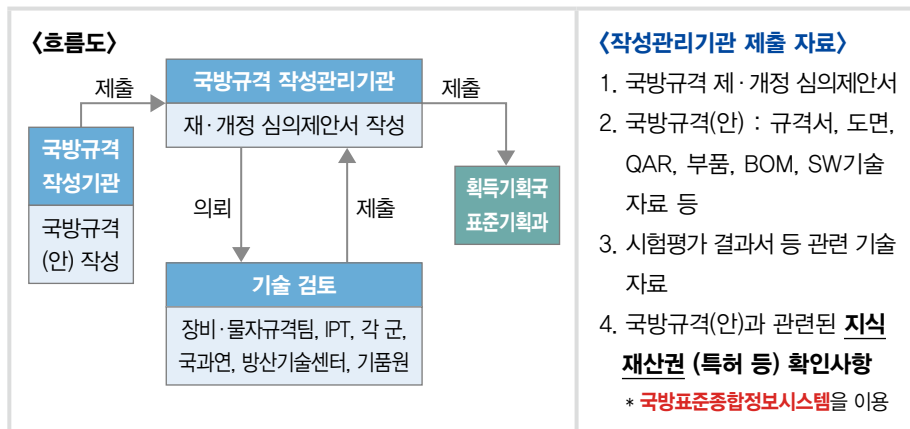 〈흐름도〉
제출
국방규격 작성관리기관
재·개정 심의제안서 작성
제출
국방규격
작성기관
국방규격
(안) 작성
획득기획국
표준기획과
의뢰
제출
기술 검토
장비·물자규격팀, IPT, 각 군,
국과연, 방산기술센터, 기품원
〈작성관리기관 제출 자료〉
1. 국방규격 제·개정 심의제안서
2. 국방규격(안) : 규격서, 도면,
QAR, 부품, BOM, SW기술
자료 등
3. 시험평가 결과서 등 관련 기술
자료
4. 국방규격(안)과 관련된 지식
재산권 (특허 등) 확인사항
* 국방표준종합정보시스템을 이용